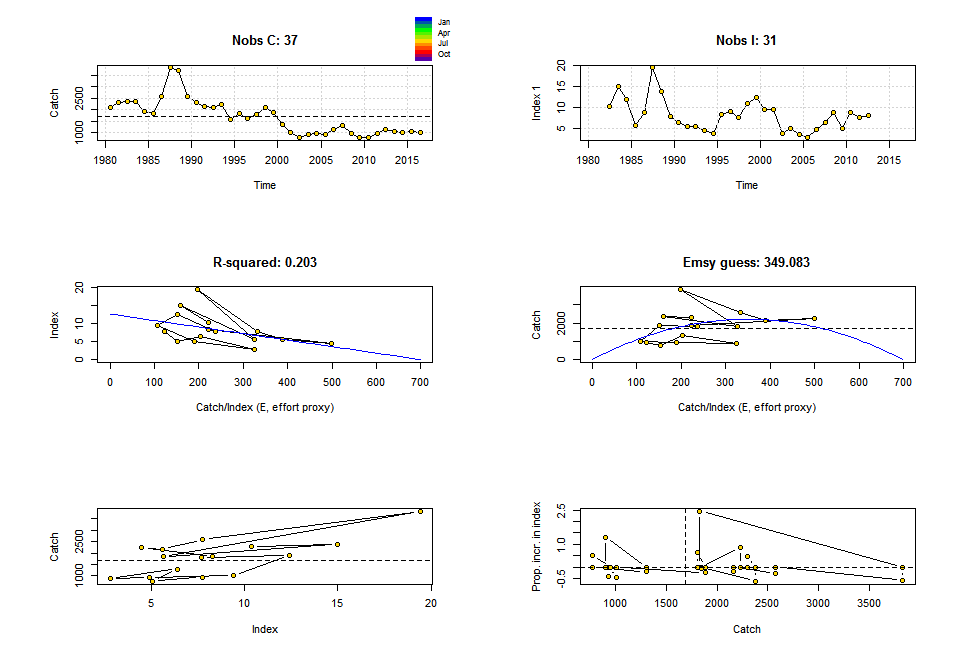 Jan
Apr
Jul
Oct
Nobs C: 37
Catch
1000
2500
1980 1985 1990 1995 2000 2005 2010 2015
Time
Nobs I: 31
Index 1
5
10
15
20
1980 1985 1990 1995 2000 2005 2010 2015
Time
R-squared: 0.203
Index
0
5
10
20
0 100 200 300 400 500 600 700
Catch/Index (E, effort proxy)
Emsy guess: 349.083
Catch
0
2000
0 100 200 300 400 500 600 700
Catch/Index (E, effort proxy)
Catch
1000
2500
5 10 15 20
Index
Prop. incr. in index
-0.5
1.0
2.5
1000 1500 2000 2500 3000 3500
Catch